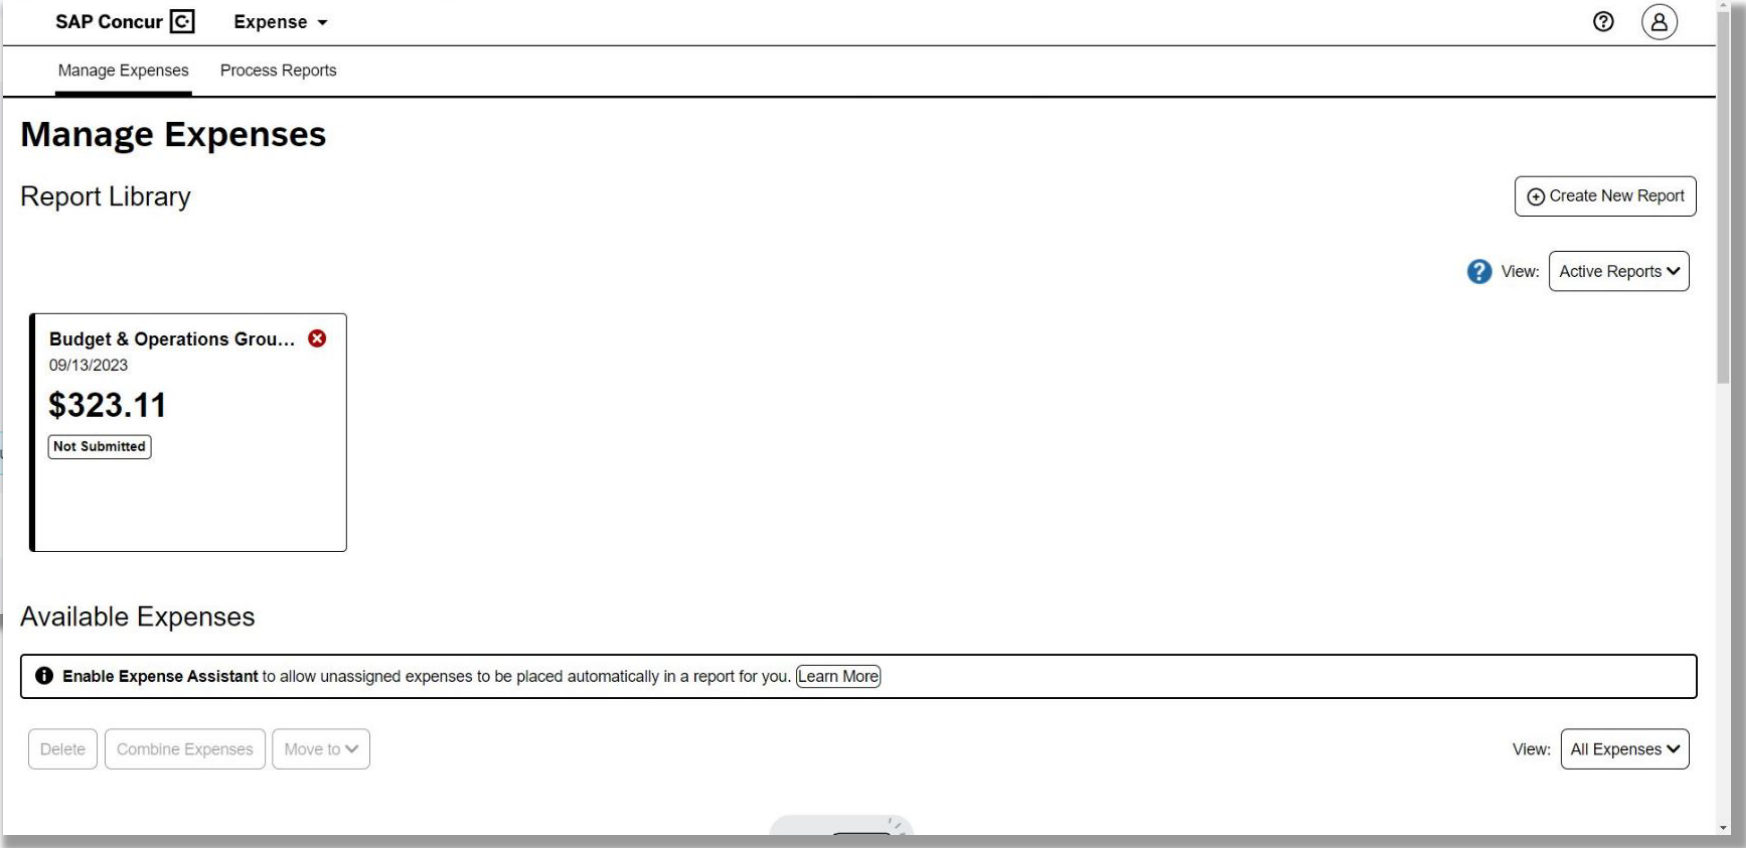 SAP Concur C Expense
Manage Expenses Process Reports
Manage Expenses
Report Library
Create New Report
? View: Active Reports
Budget & Operations Grou...
09/13/2023
$323.11
Not Submitted
Available Expenses
Enable Expense Assistant to allow unassigned expenses to be placed automatically in a report for you. Learn More
Delete Combine Expenses Move to View: All Expenses